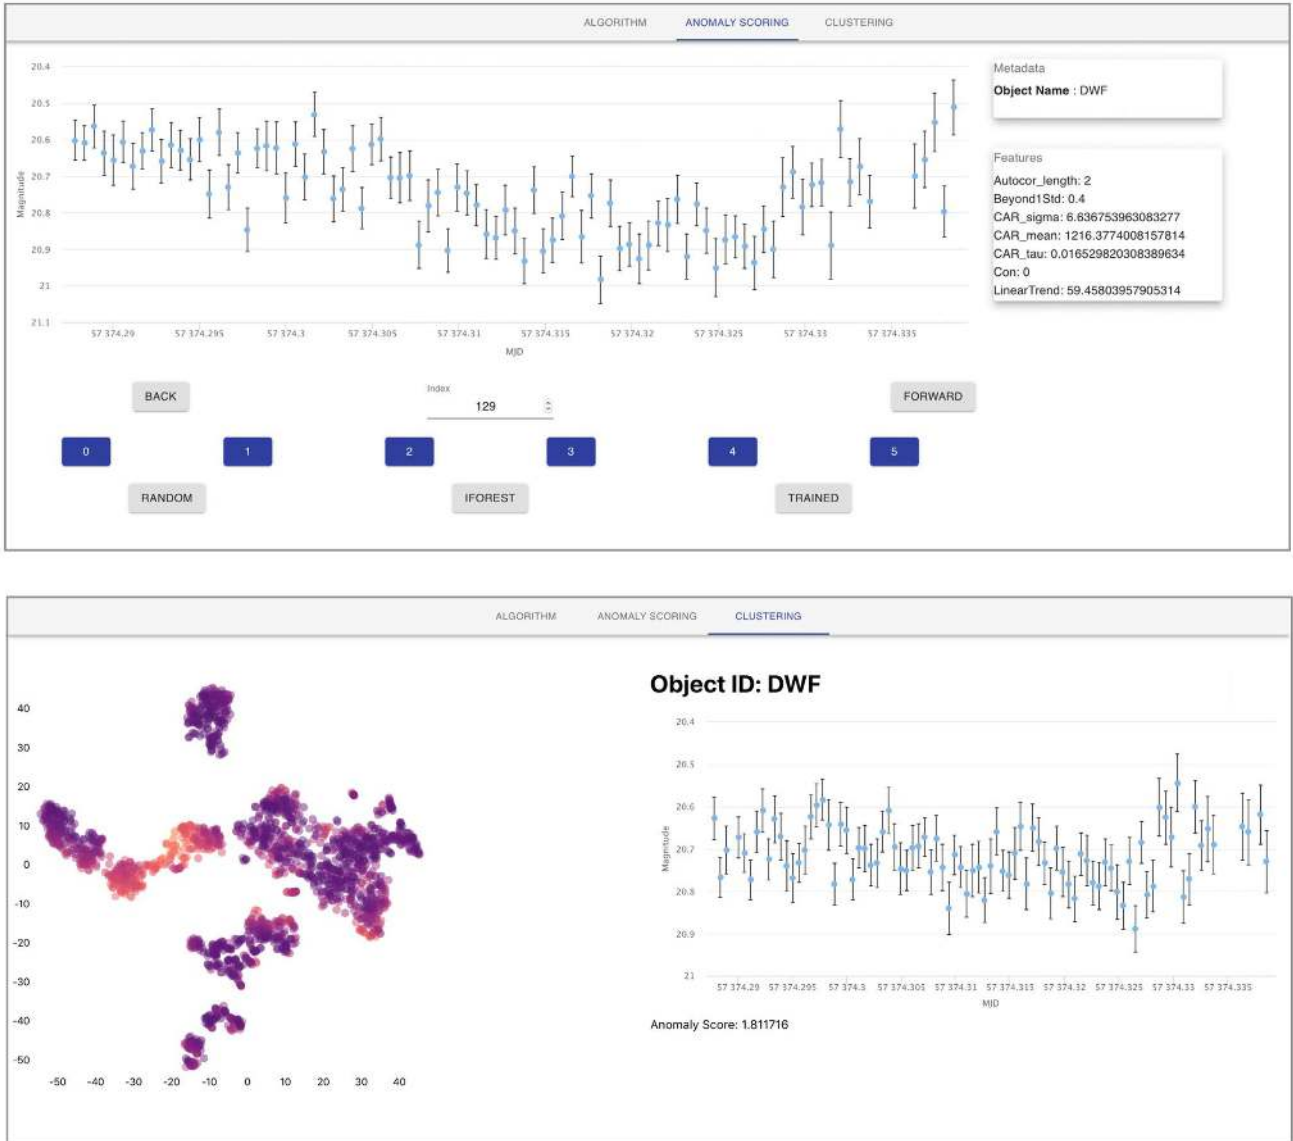 ALGORITHM ANOMALY SCORING CLUSTERING
20.4
20.5
20.6
20.7
20.8
20.9
21
21.1
Magnitude
57 374.29 57 374.295 57 374.3 57 374.305 57 374.31 57 374.315 57 374.32 57 374.325 57 374.33 57 374.335
MJD
Metadata
Object Name : DWF
Features
Autocor_length: 2
Beyond1Std: 0.4
CAR_sigma: 6.636753963083277
CAR_mean: 1216.3774008157814
CAR_tau: 0.016529820308389634
Con: 0
LinearTrend: 59.45803957905314
BACK
Index
129
FORWARD
0 1 2 3 4 5
RANDOM IFOREST TRAINED
ALGORITHM ANOMALY SCORING CLUSTERING
40
30
20
10
0
-10
-20
-30
-40
-50
-50 -40 -30 -20 -10 0 10 20 30 40
Object ID: DWF
20.4
20.5
20.6
20.7
20.8
20.9
21
Magnitude
57 374.29 57 374.295 57 374.3 57 374.305 57 374.31 57 374.315 57 374.32 57 374.325 57 374.33 57 374.335
MJD
Anomaly Score: 1.811716